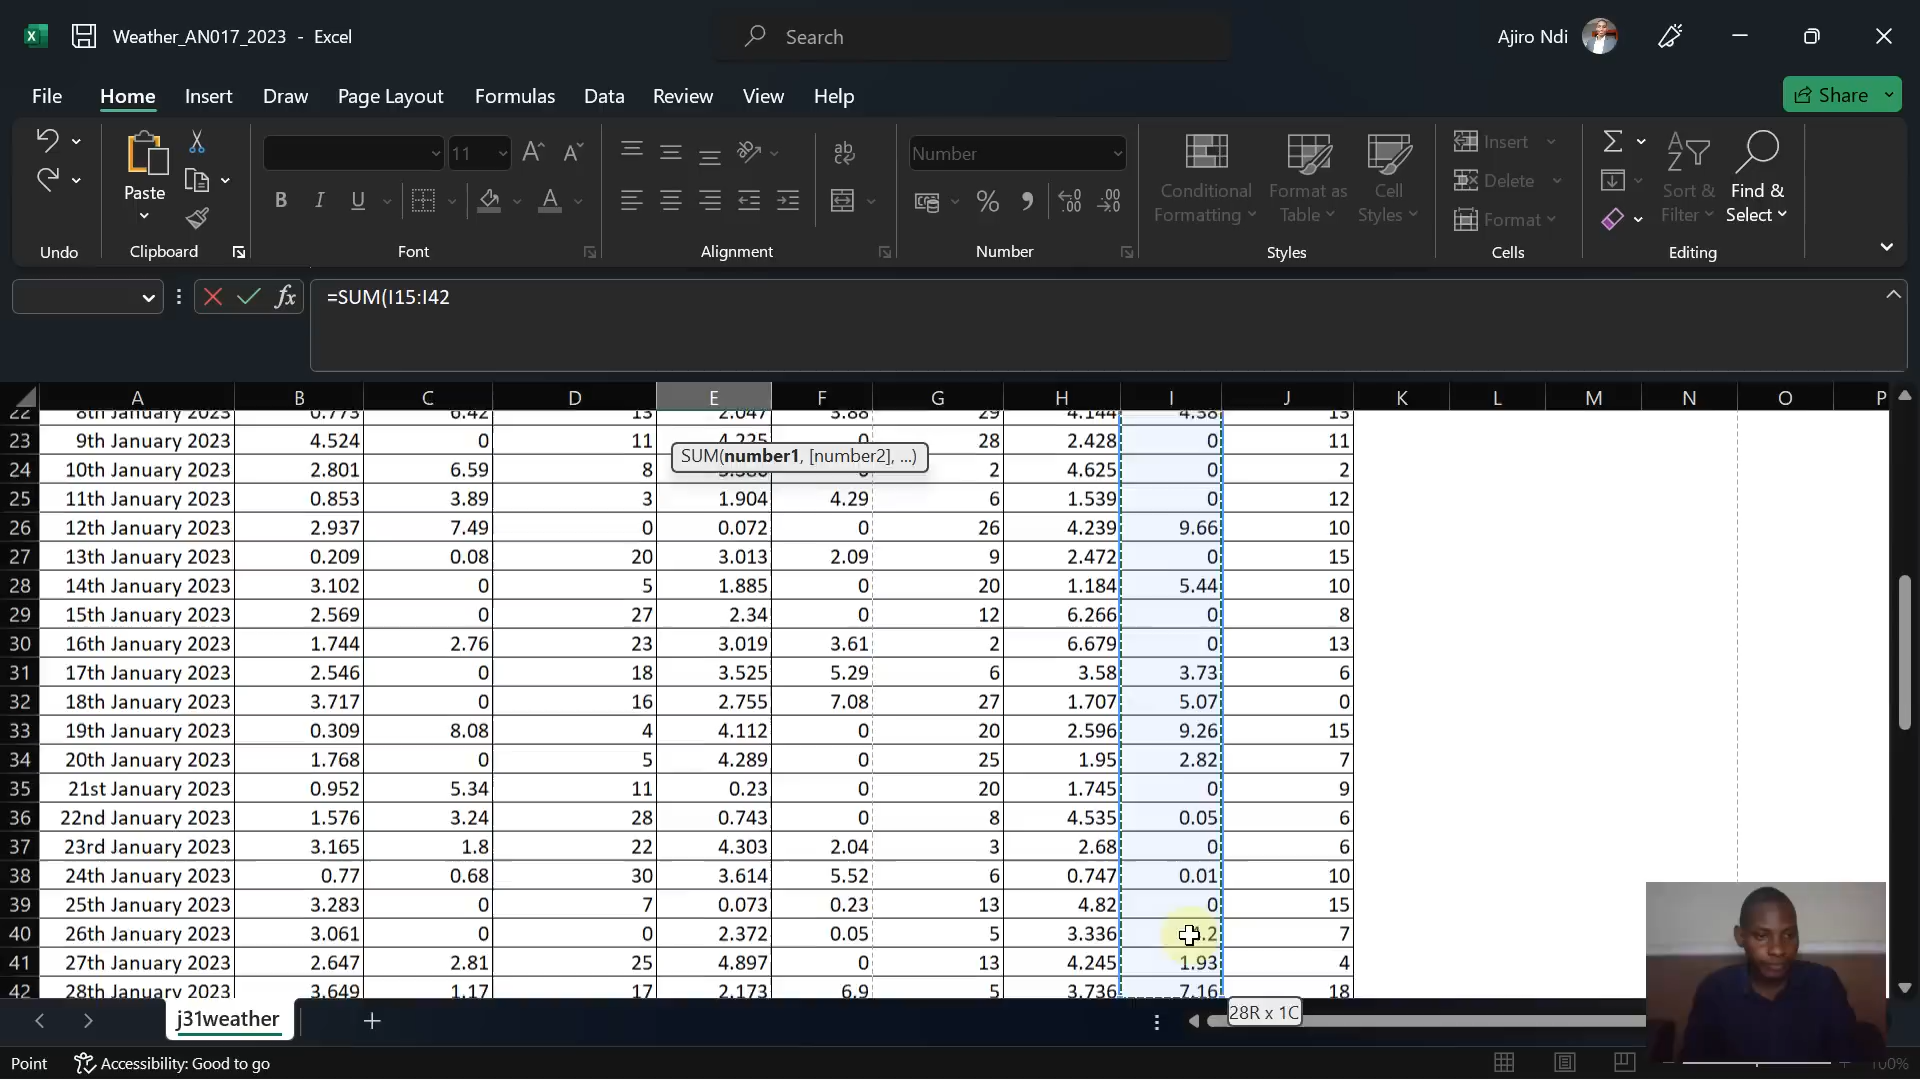 Weather_AN017_2023 - Excel
Search
Ajiro Ndi
File Home Insert Draw Page Layout Formulas Data Review View Help
Share
Paste
11
Number
Conditional Formatting
Format as Table
Cell Styles
Insert
Delete
Format
Sort & Filter
Find & Select
Undo Clipboard Font Alignment Number Styles Cells Editing
=SUM(I15:I42
A B C D E F G H I J K L M N O P
22 8th January 2023 0.773 6.42 13 2.047 3.88 29 4.144 4.38 13
23 9th January 2023 4.524 0 11 4.225 0 28 2.428 0 11
SUM(number1, [number2], ...)
24 10th January 2023 2.801 6.59 8 2 4.625 0 2
25 11th January 2023 0.853 3.89 3 1.904 4.29 6 1.539 0 12
26 12th January 2023 2.937 7.49 0 0.072 0 26 4.239 9.66 10
27 13th January 2023 0.209 0.08 20 3.013 2.09 9 2.472 0 15
28 14th January 2023 3.102 0 5 1.885 0 20 1.184 5.44 10
29 15th January 2023 2.569 0 27 2.34 0 12 6.266 0 8
30 16th January 2023 1.744 2.76 23 3.019 3.61 2 6.679 0 13
31 17th January 2023 2.546 0 18 3.525 5.29 6 3.58 3.73 6
32 18th January 2023 3.717 0 16 2.755 7.08 27 1.707 5.07 0
33 19th January 2023 0.309 8.08 4 4.112 0 20 2.596 9.26 15
34 20th January 2023 1.768 0 5 4.289 0 25 1.95 2.82 7
35 21st January 2023 0.952 5.34 11 0.23 0 20 1.745 0 9
36 22nd January 2023 1.576 3.24 28 0.743 0 8 4.535 0.05 6
37 23rd January 2023 3.165 1.8 22 4.303 2.04 3 2.68 0 6
38 24th January 2023 0.77 0.68 30 3.614 5.52 6 0.747 0.01 10
39 25th January 2023 3.283 0 7 0.073 0.23 13 4.82 0 15
40 26th January 2023 3.061 0 0 2.372 0.05 5 3.336 7
41 27th January 2023 2.647 2.81 25 4.897 0 13 4.245 1.93 4
42 28th January 2023 3.649 1.17 17 2.173 6.9 5 3.736 7.16 18
28R x 1C
j31weather
Point
Accessibility: Good to go
100%